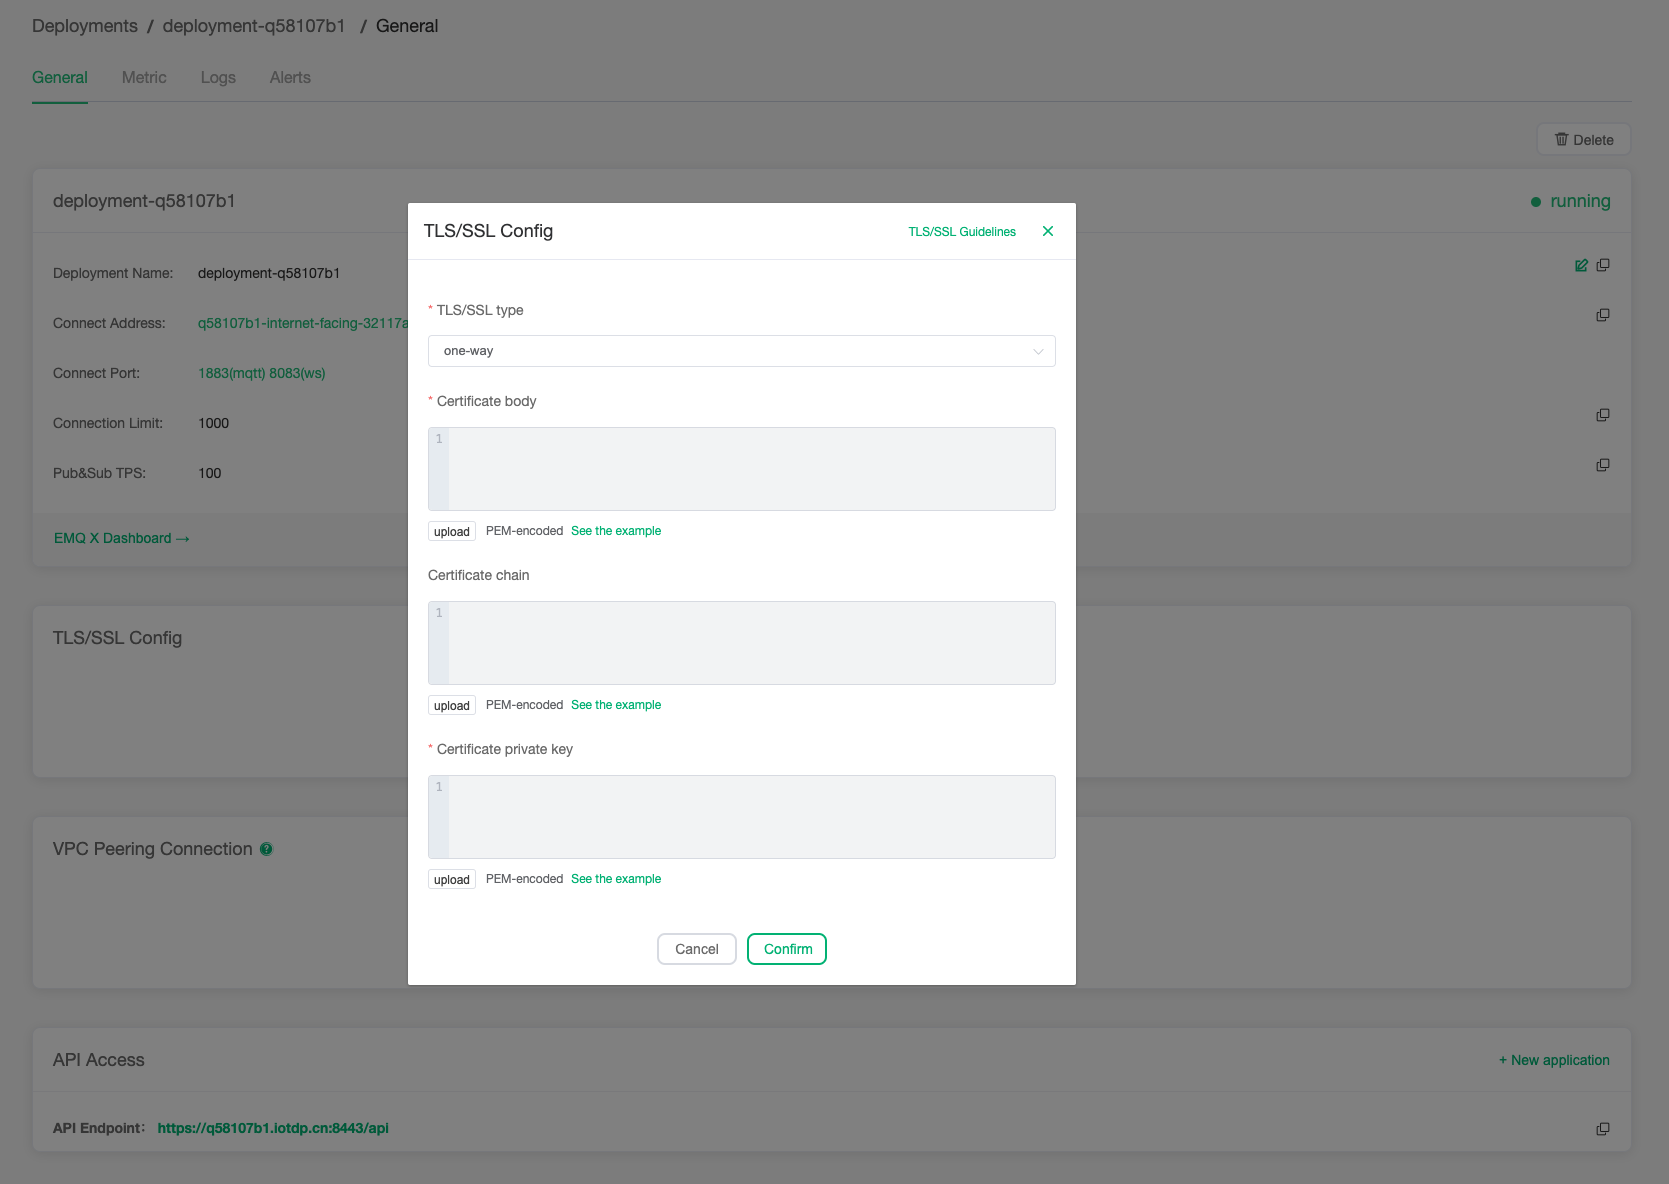 Deployments / deployment-q58107b1 / General
General Metric Logs Alerts
Delete
deployment-q58107b1
running
Deployment Name: deployment-q58107b1
Connect Address: q58107b1-internet-facing-32117a
Connect Port: 1883(mqtt) 8083(ws)
Connection Limit: 1000
Pub&Sub TPS: 100
EMQ X Dashboard →
TLS/SSL Config
VPC Peering Connection ?
API Access
+ New application
API Endpoint: https://q58107b1.iotdp.cn:8443/api
TLS/SSL Config
TLS/SSL Guidelines
* TLS/SSL type
one-way
* Certificate body
1
upload PEM-encoded See the example
Certificate chain
1
upload PEM-encoded See the example
* Certificate private key
1
upload PEM-encoded See the example
Cancel Confirm